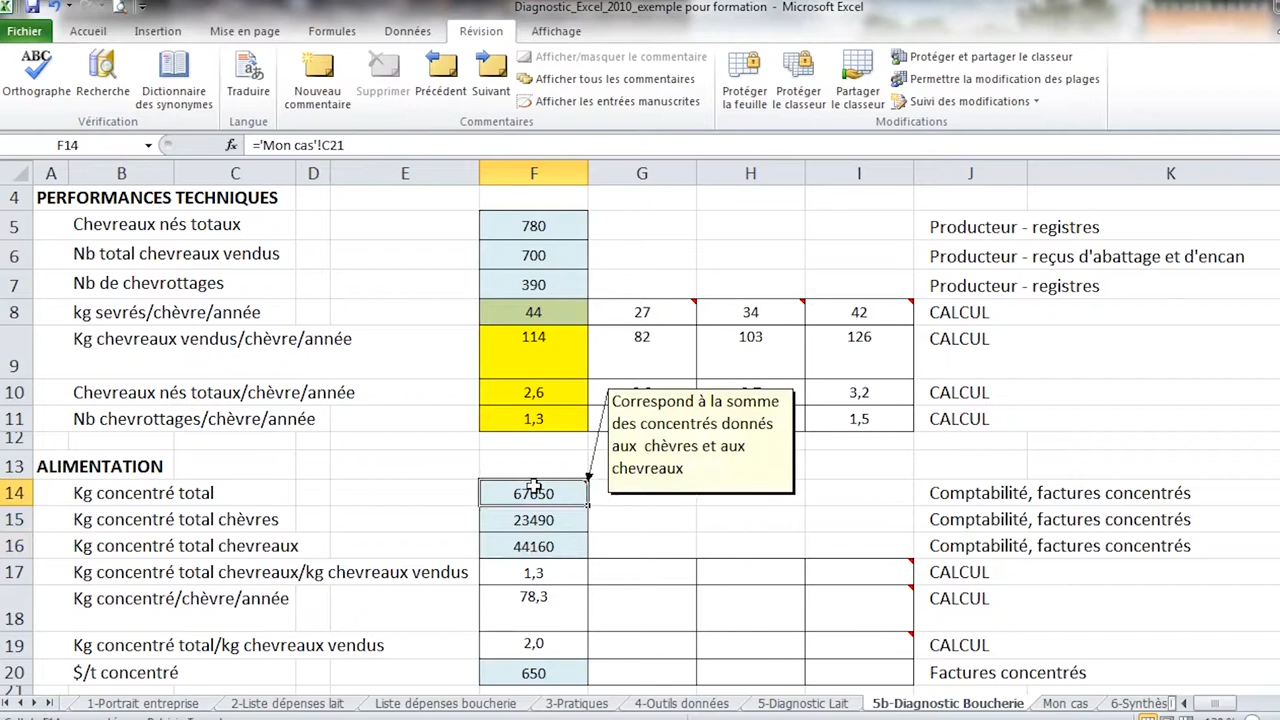 Diagnostic_Excel_2010_exemple pour formation - Microsoft Excel
Fichier Accueil Insertion Mise en page Formules Données Révision Affichage
ABC
Orthographe Recherche Dictionnaire des synonymes
Vérification
Traduire
Langue
Nouveau commentaire Supprimer Précédent Suivant
Afficher/masquer le commentaire
Afficher tous les commentaires
Afficher les entrées manuscrites
Commentaires
Protéger la feuille Protéger le classeur Partager le classeur
Protéger et partager le classeur
Permettre la modification des plages
Suivi des modifications
Modifications
F14 fx ='Mon cas'!C21
A B C D E F G H I J K
4 PERFORMANCES TECHNIQUES
5 Chevreaux nés totaux 780 Producteur - registres
6 Nb total chevreaux vendus 700 Producteur - reçus d'abattage et d'encan
7 Nb de chevrottages 390 Producteur - registres
8 kg sevrés/chèvre/année 44 27 34 42 CALCUL
9 Kg chevreaux vendus/chèvre/année 114 82 103 126 CALCUL
10 Chevreaux nés totaux/chèvre/année 2,6 3,2 CALCUL
11 Nb chevrottages/chèvre/année 1,3 1,5 CALCUL
Correspond à la somme
des concentrés donnés
aux chèvres et aux
chevreaux
12
13 ALIMENTATION
14 Kg concentré total 67650 Comptabilité, factures concentrés
15 Kg concentré total chèvres 23490 Comptabilité, factures concentrés
16 Kg concentré total chevreaux 44160 Comptabilité, factures concentrés
17 Kg concentré total chevreaux/kg chevreaux vendus 1,3 CALCUL
18 Kg concentré/chèvre/année 78,3 CALCUL
19 Kg concentré total/kg chevreaux vendus 2,0 CALCUL
20 $/t concentré 650 Factures concentrés
21
1-Portrait entreprise 2-Liste dépenses lait Liste dépenses boucherie 3-Pratiques 4-Outils données 5-Diagnostic Lait 5b-Diagnostic Boucherie Mon cas 6-Synthès